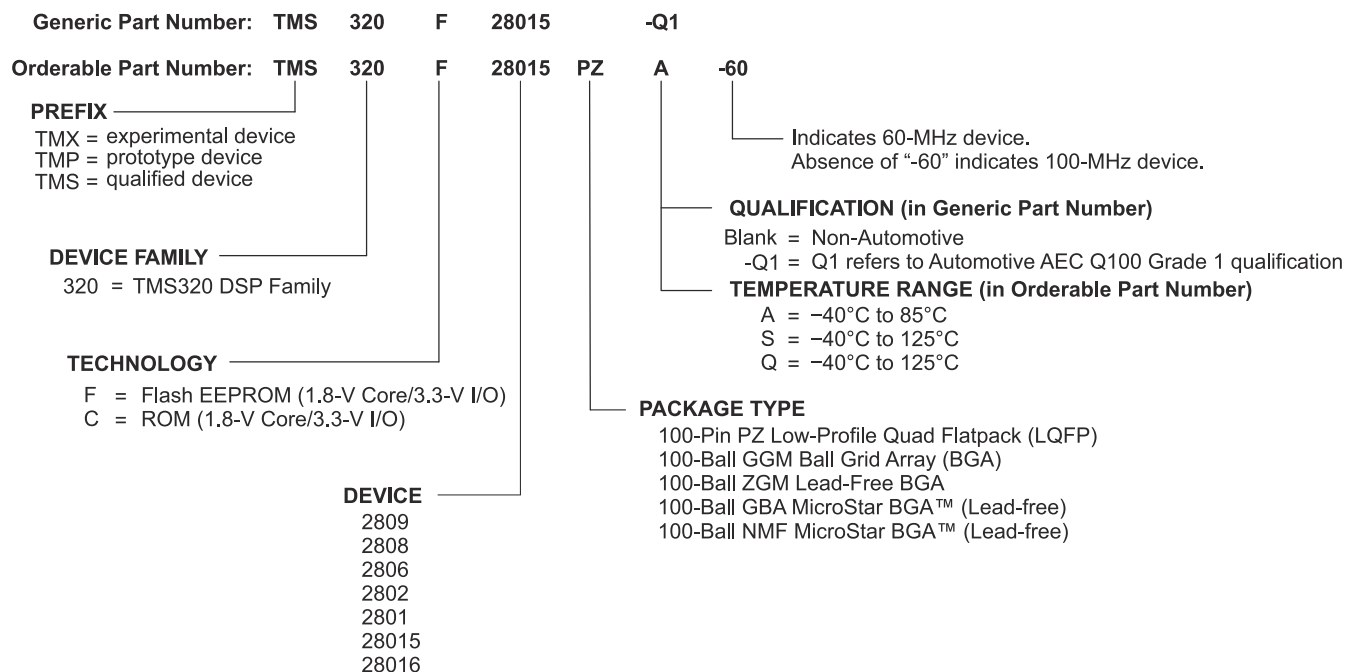 Generic Part Number: TMS 320 F 28015 -Q1
Orderable Part Number: TMS 320 F 28015 PZ A -60
PREFIX
TMX = experimental device
TMP = prototype device
TMS = qualified device
Indicates 60-MHz device.
Absence of “-60” indicates 100-MHz device.
QUALIFICATION (in Generic Part Number)
Blank = Non-Automotive
-Q1 = Q1 refers to Automotive AEC Q100 Grade 1 qualification
DEVICE FAMILY
320 = TMS320 DSP Family
TEMPERATURE RANGE (in Orderable Part Number)
A = −40°C to 85°C
S = −40°C to 125°C
Q = −40°C to 125°C
TECHNOLOGY
F = Flash EEPROM (1.8-V Core/3.3-V I/O)
C = ROM (1.8-V Core/3.3-V I/O)
PACKAGE TYPE
100-Pin PZ Low-Profile Quad Flatpack (LQFP)
100-Ball GGM Ball Grid Array (BGA)
100-Ball ZGM Lead-Free BGA
100-Ball GBA MicroStar BGA™ (Lead-free)
100-Ball NMF MicroStar BGA™ (Lead-free)
DEVICE
2809
2808
2806
2802
2801
28015
28016